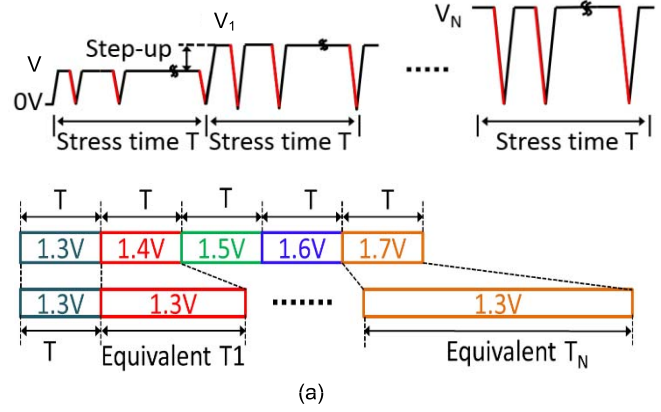 V₁
V_N
Step-up
V
0V
Stress time T
Stress time T
Stress time T
T T T T T
1.3V 1.4V 1.5V 1.6V 1.7V
1.3V 1.3V 1.3V
T Equivalent T1 Equivalent T_N
(a)